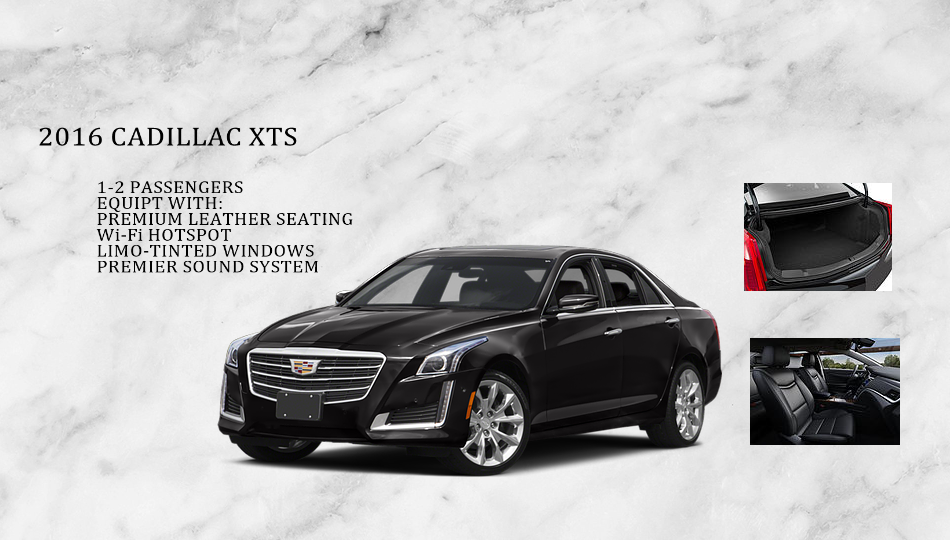 2016 CADILLAC XTS
1-2 PASSENGERS
EQUIPT WITH:
PREMIUM LEATHER SEATING
Wi-Fi HOTSPOT
LIMO-TINTED WINDOWS
PREMIER SOUND SYSTEM